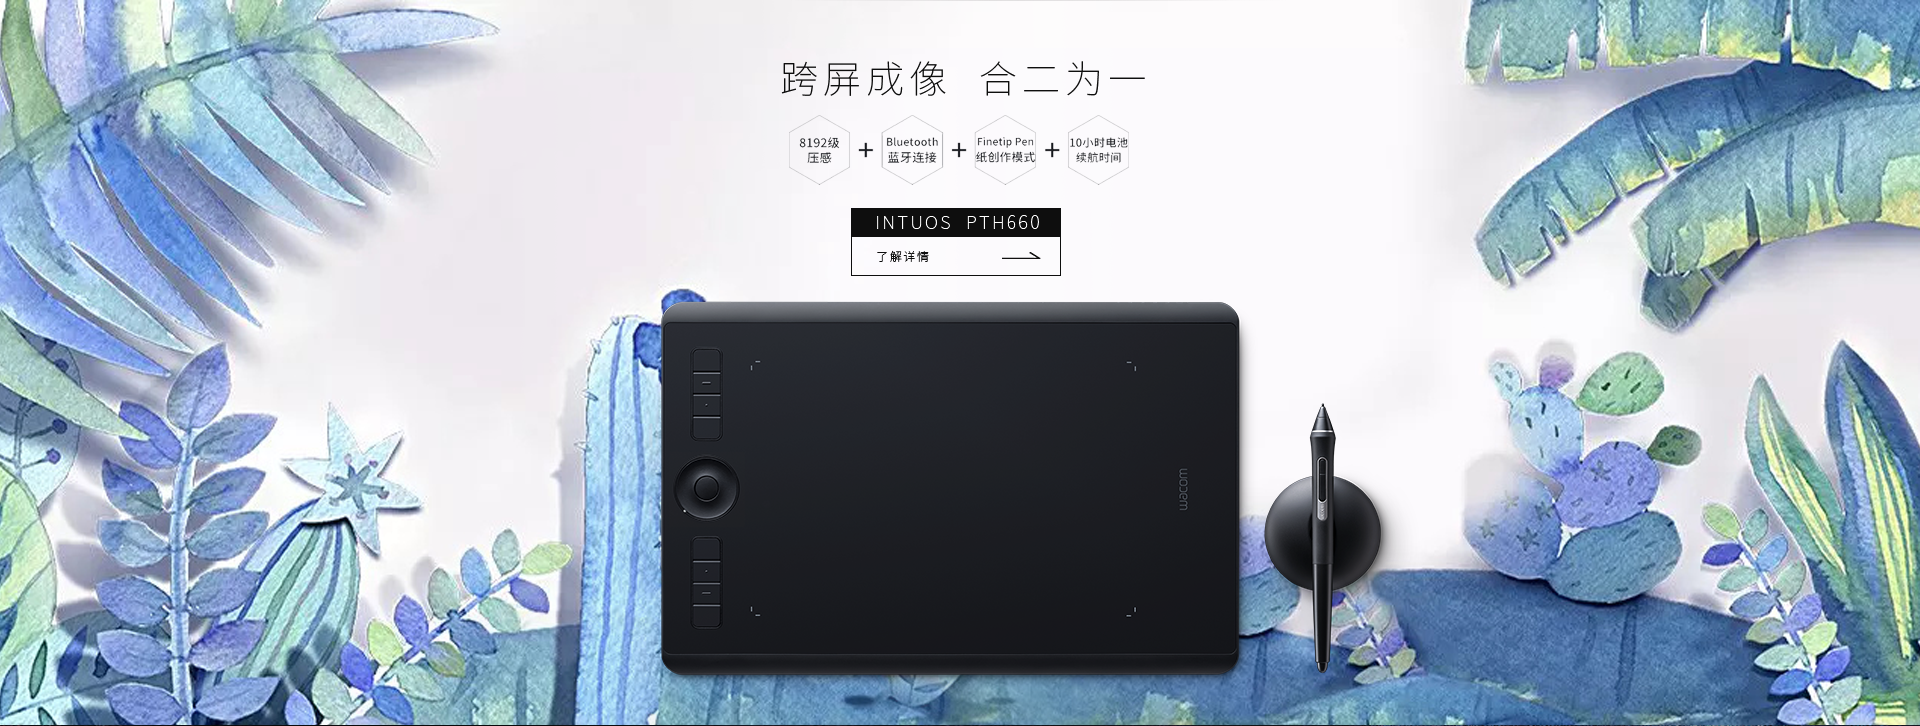 跨屏成像 合二为一
8192级
压感
+
Bluetooth
蓝牙连接
+
Finetip Pen
纸创作模式
+
10小时电池
续航时间
INTUOS PTH660
了解详情
wacom